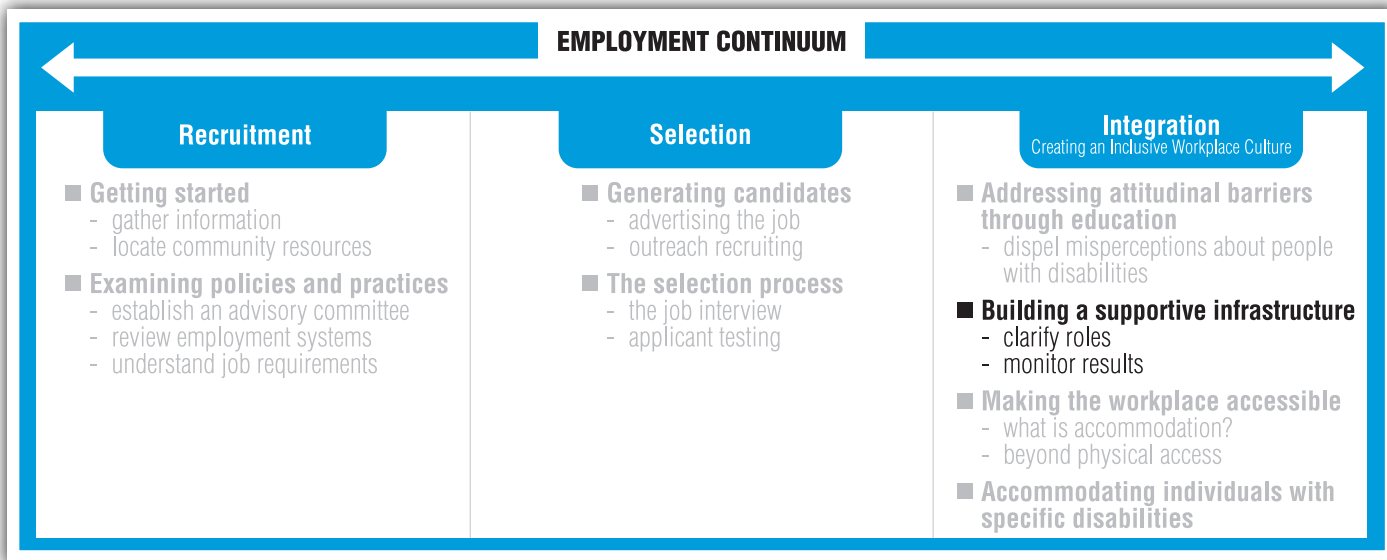 EMPLOYMENT CONTINUUM
Recruitment
■ Getting started
- gather information
- locate community resources
■ Examining policies and practices
- establish an advisory committee
- review employment systems
- understand job requirements
Selection
■ Generating candidates
- advertising the job
- outreach recruiting
■ The selection process
- the job interview
- applicant testing
Integration
Creating an Inclusive Workplace Culture
■ Addressing attitudinal barriers
through education
- dispel misperceptions about people
with disabilities
■ Building a supportive infrastructure
- clarify roles
- monitor results
■ Making the workplace accessible
- what is accommodation?
- beyond physical access
■ Accommodating individuals with
specific disabilities